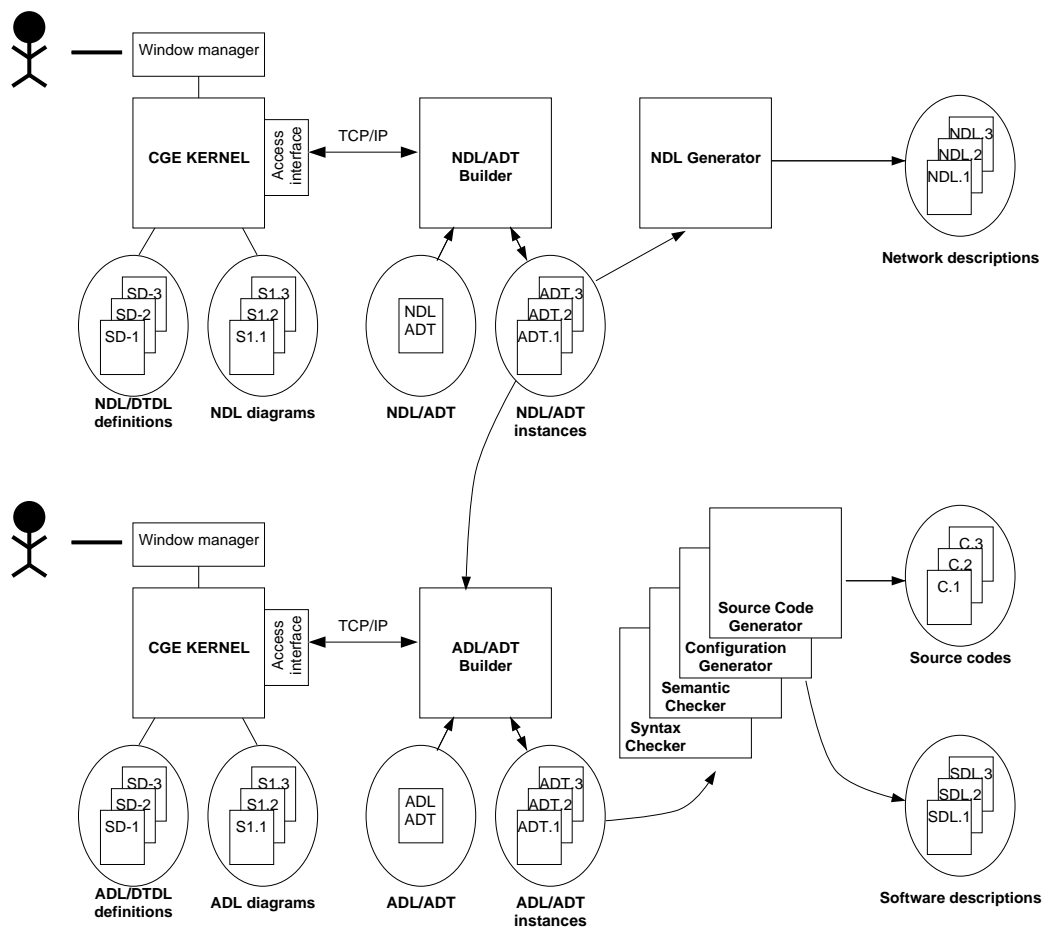 Window manager
CGE KERNEL
Access
interface
TCP/IP
NDL/ADT
Builder
NDL Generator
NDL.3
NDL.2
NDL.1
Network descriptions
SD-3
SD-2
SD-1
NDL/DTDL
definitions
S1.3
S1.2
S1.1
NDL diagrams
NDL
ADT
NDL/ADT
ADT.3
ADT.2
ADT.1
NDL/ADT
instances
Window manager
CGE KERNEL
Access
interface
TCP/IP
ADL/ADT
Builder
Source Code
Generator
Configuration
Generator
Semantic
Checker
Syntax
Checker
C.3
C.2
C.1
Source codes
SD-3
SD-2
SD-1
ADL/DTDL
definitions
S1.3
S1.2
S1.1
ADL diagrams
ADL
ADT
ADL/ADT
ADT.3
ADT.2
ADT.1
ADL/ADT
instances
SDL.3
SDL.2
SDL.1
Software descriptions